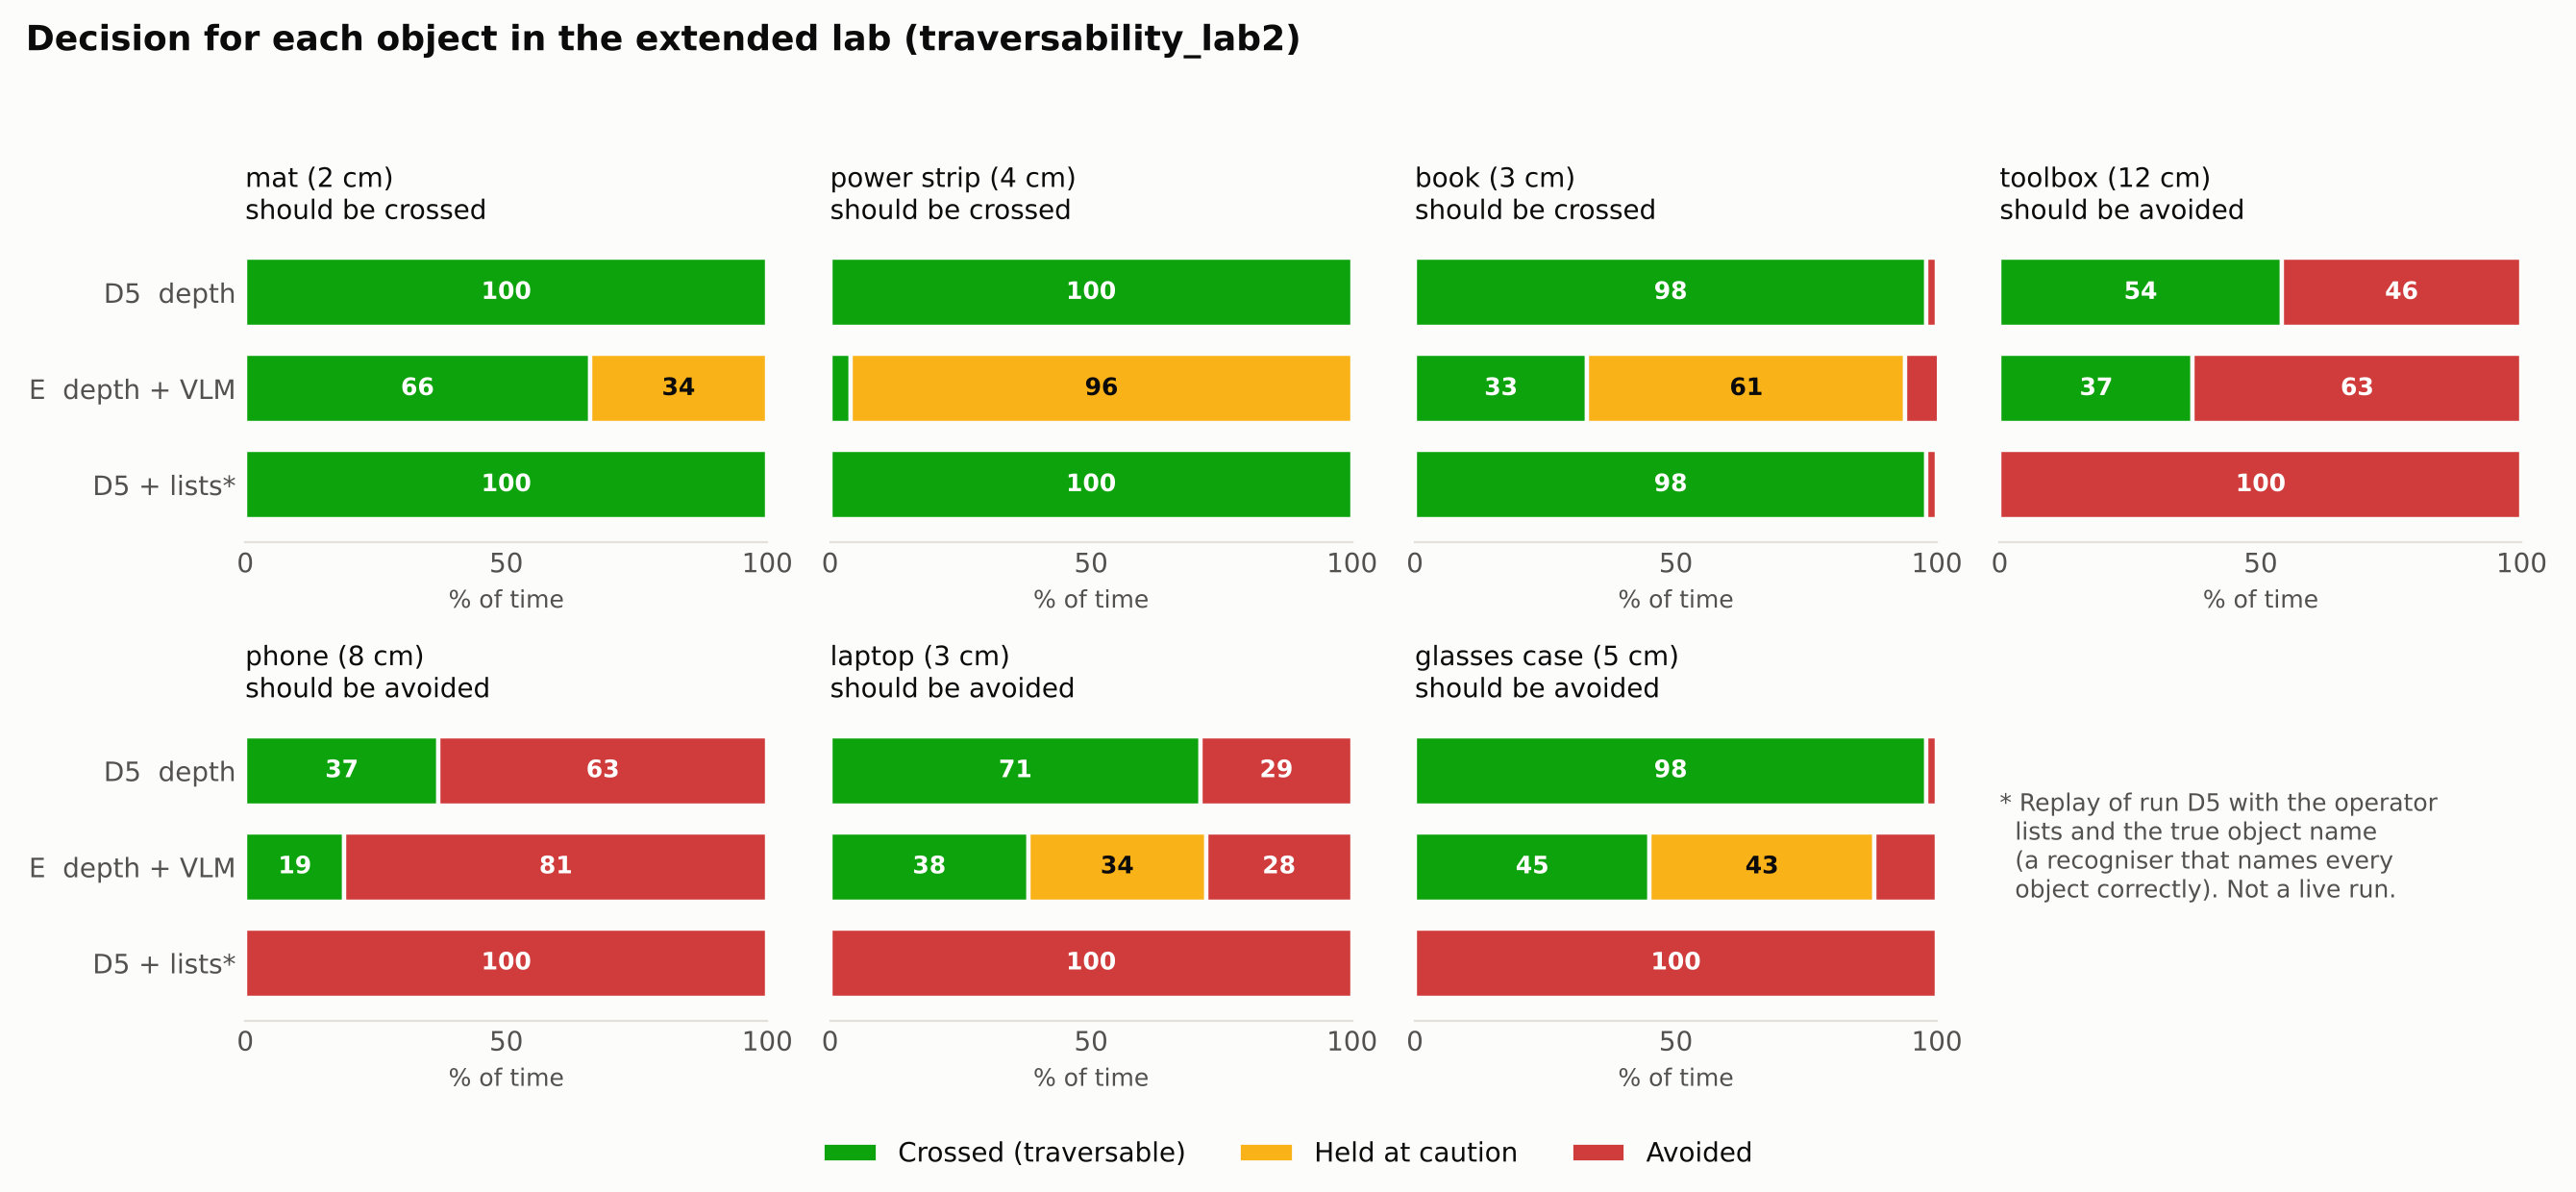 Decision for each object in the extended lab (traversability_lab2)
mat (2 cm)
should be crossed
power strip (4 cm)
should be crossed
book (3 cm)
should be crossed
toolbox (12 cm)
should be avoided
D5  depth
100
100
98
54
46
E  depth + VLM
66
34
96
33
61
37
63
D5 + lists*
100
100
98
100
0
50
100
0
50
100
0
50
100
0
50
100
% of time
% of time
% of time
% of time
phone (8 cm)
should be avoided
laptop (3 cm)
should be avoided
glasses case (5 cm)
should be avoided
D5  depth
37
63
71
29
98
E  depth + VLM
19
81
38
34
28
45
43
D5 + lists*
100
100
100
0
50
100
0
50
100
0
50
100
% of time
% of time
% of time
* Replay of run D5 with the operator
lists and the true object name
(a recogniser that names every
object correctly). Not a live run.
Crossed (traversable)
Held at caution
Avoided